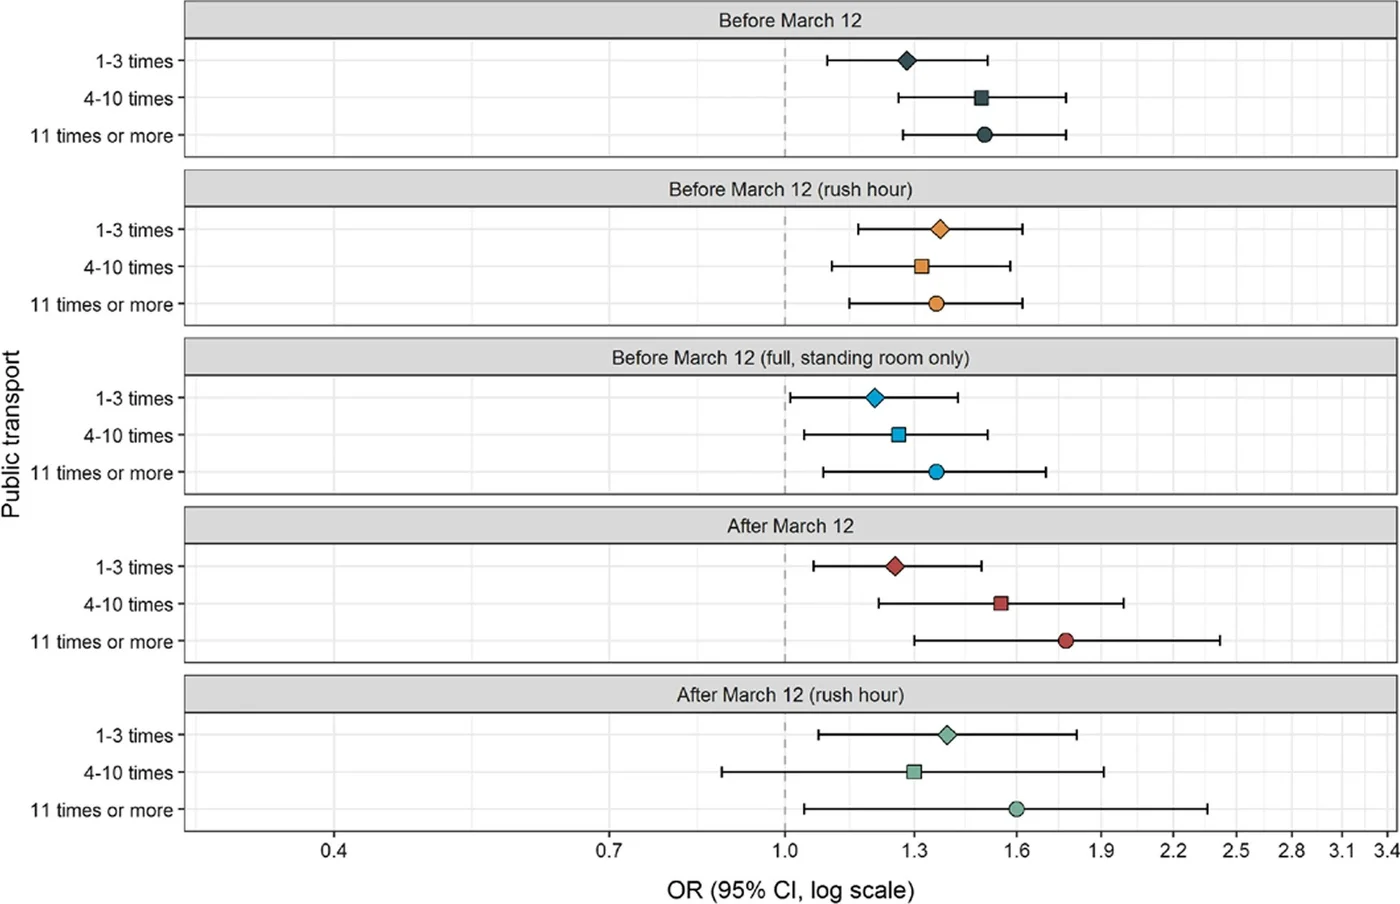 Public transport
Before March 12
1-3 times
4-10 times
11 times or more
Before March 12 (rush hour)
1-3 times
4-10 times
11 times or more
Before March 12 (full, standing room only)
1-3 times
4-10 times
11 times or more
After March 12
1-3 times
4-10 times
11 times or more
After March 12 (rush hour)
1-3 times
4-10 times
11 times or more
0.4 0.7 1.0 1.3 1.6 1.9 2.2 2.5 2.8 3.1 3.4
OR (95% CI, log scale)